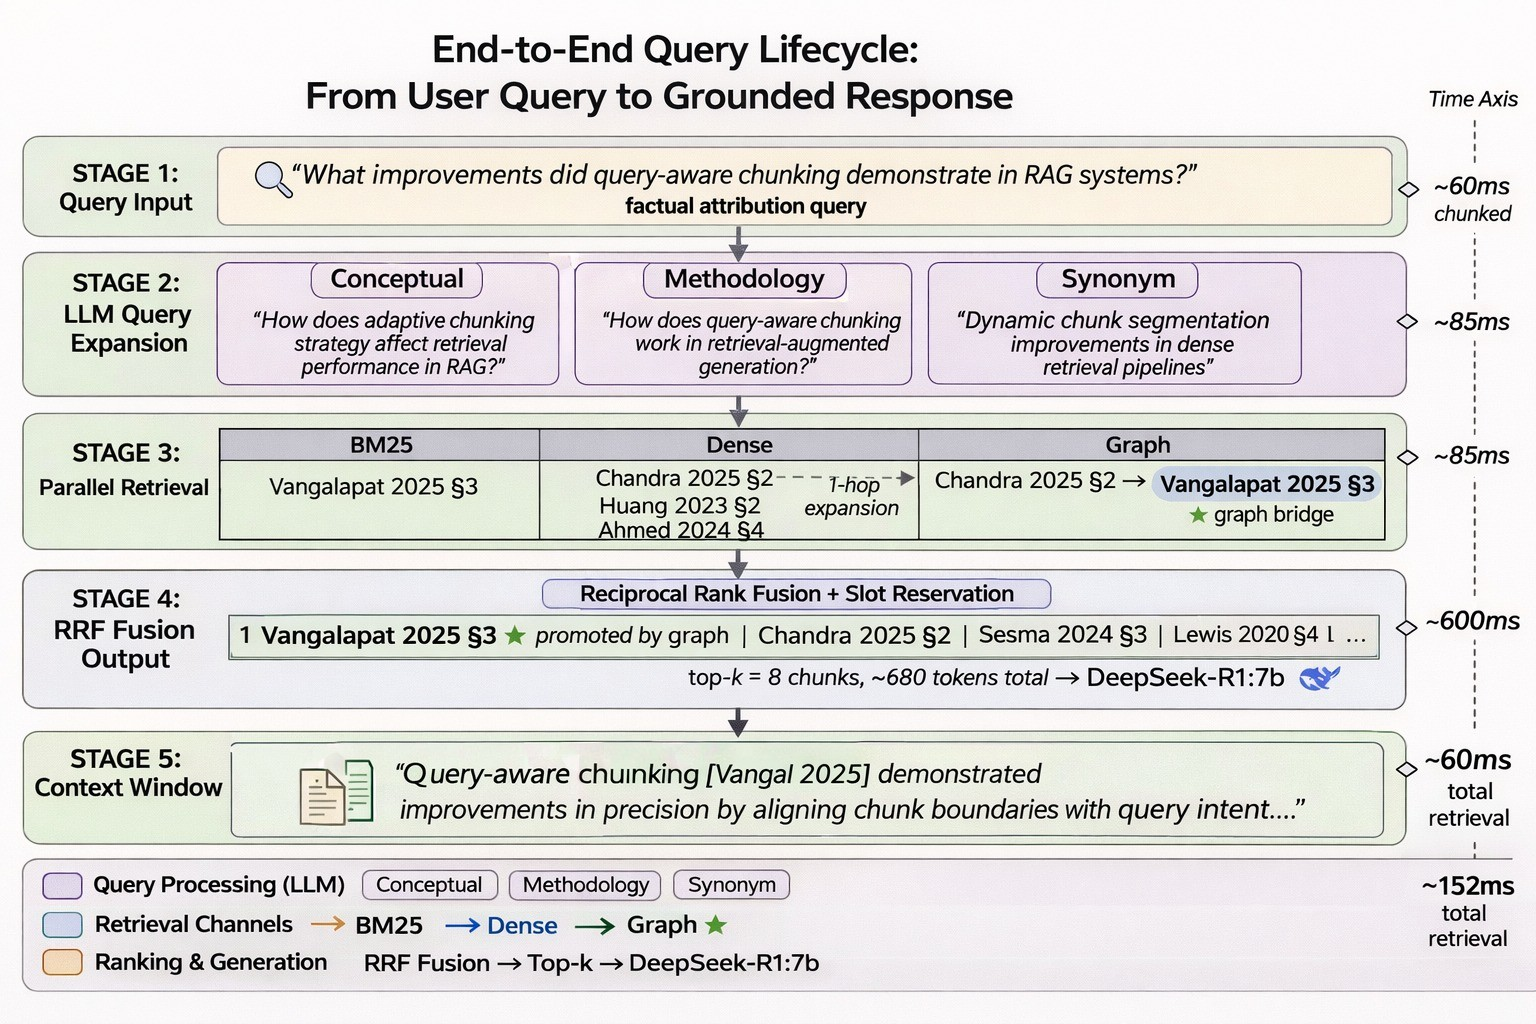 End-to-End Query Lifecycle:
From User Query to Grounded Response
Time Axis
STAGE 1:
Query Input
“What improvements did query-aware chunking demonstrate in RAG systems?”
factual attribution query
~60ms
chunked
STAGE 2:
LLM Query
Expansion
Conceptual
“How does adaptive chunking
strategy affect retrieval
performance in RAG?”
Methodology
“How does query-aware chunking
work in retrieval-augmented
generation?”
Synonym
“Dynamic chunk segmentation
improvements in dense
retrieval pipelines”
~85ms
STAGE 3:
Parallel Retrieval
BM25
Dense
Graph
Vangalapat 2025 §3
Chandra 2025 §2
Huang 2023 §2
Ahmed 2024 §4
1-hop
expansion
Chandra 2025 §2 → Vangalapat 2025 §3
★ graph bridge
~85ms
STAGE 4:
RRF Fusion
Output
Reciprocal Rank Fusion + Slot Reservation
1 Vangalapat 2025 §3 ★ promoted by graph | Chandra 2025 §2 | Sesma 2024 §3 | Lewis 2020 §4 l ...
top-k = 8 chunks, ~680 tokens total → DeepSeek-R1:7b
~600ms
STAGE 5:
Context Window
“Query-aware chuınking [Vangal 2025] demonstrated
improvements in precision by aligning chunk boundaries with query intent....”
~60ms
total
retrieval
Query Processing (LLM) Conceptual Methodology Synonym
Retrieval Channels → BM25 → Dense → Graph ★
Ranking & Generation RRF Fusion → Top-k → DeepSeek-R1:7b
~152ms
total
retrieval